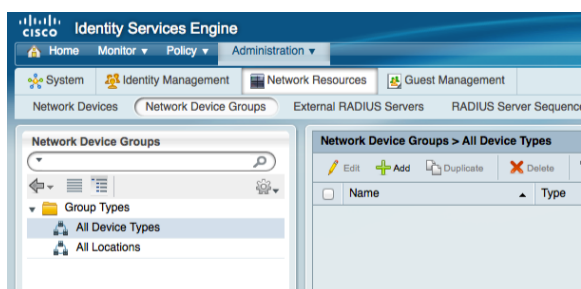 CISCO Identity Services Engine
Home Monitor Policy Administration
System Identity Management Network Resources Guest Management
Network Devices Network Device Groups External RADIUS Servers RADIUS Server Sequenc
Network Device Groups
Group Types
All Device Types
All Locations
Network Device Groups > All Device Types
Edit Add Duplicate Delete
Name Type